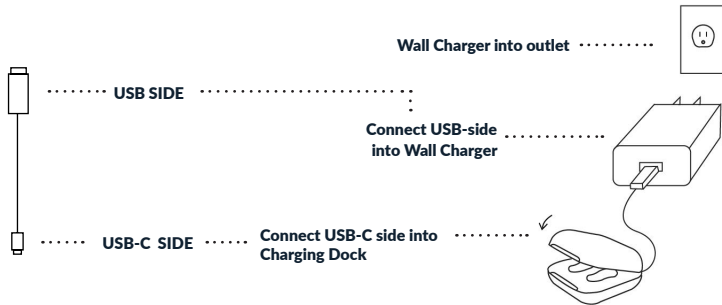 Wall Charger into outlet
USB SIDE
Connect USB-side
into Wall Charger
USB-C SIDE
Connect USB-C side into
Charging Dock